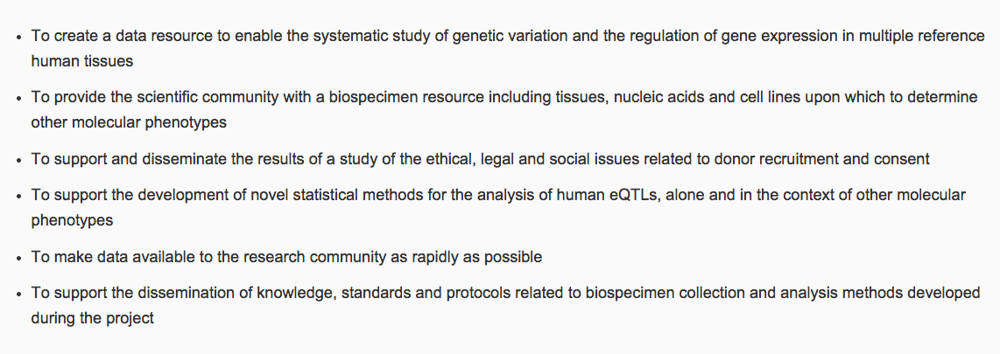 • To create a data resource to enable the systematic study of genetic variation and the regulation of gene expression in multiple reference
human tissues
• To provide the scientific community with a biospecimen resource including tissues, nucleic acids and cell lines upon which to determine
other molecular phenotypes
• To support and disseminate the results of a study of the ethical, legal and social issues related to donor recruitment and consent
• To support the development of novel statistical methods for the analysis of human eQTLs, alone and in the context of other molecular
phenotypes
• To make data available to the research community as rapidly as possible
• To support the dissemination of knowledge, standards and protocols related to biospecimen collection and analysis methods developed
during the project